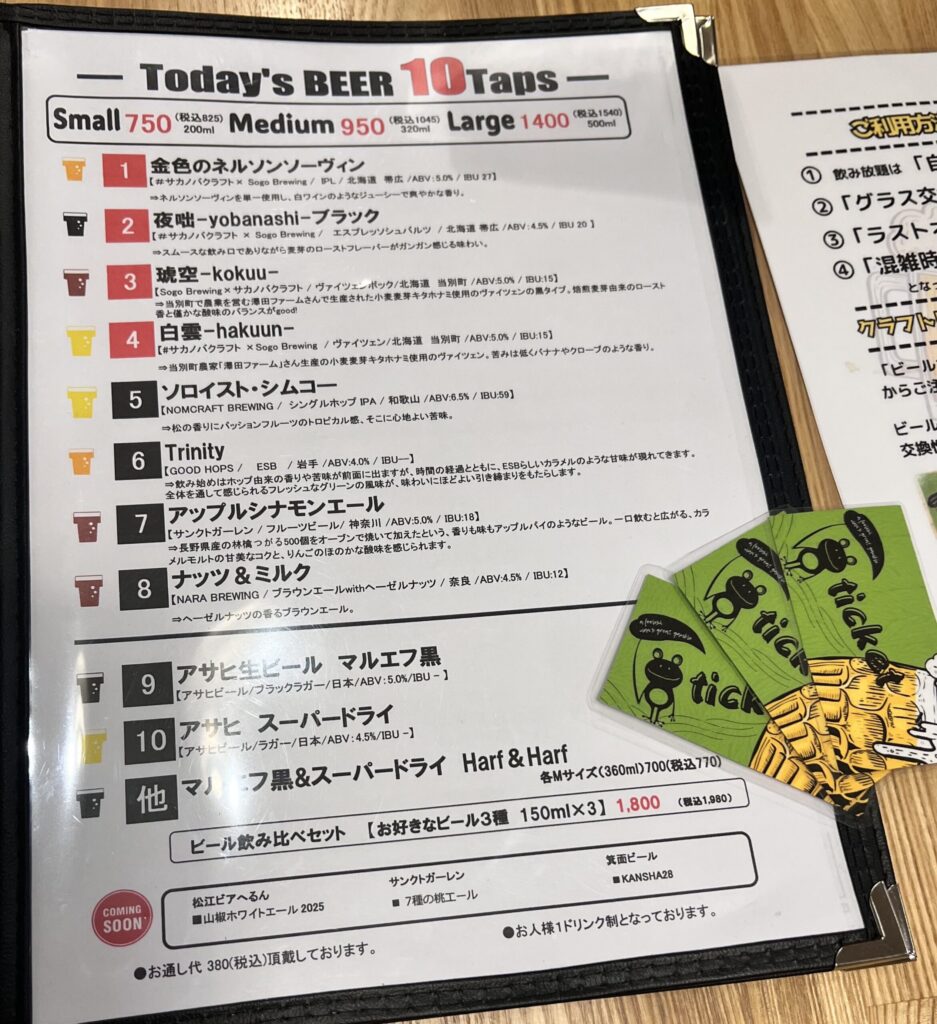 Today's BEER 10 Taps
Small 750 (税込825) 200ml Medium 950 (税込1045) 320ml Large 1400 (税込1540) 500ml
1 金色のネルソンソーヴィン
【#サカノバクラフト × Sogo Brewing / IPL / 北海道 帯広 /ABV:5.0% / IBU 27】
⇒ネルソンソーヴィンを単一使用し、白ワインのようなジューシーで爽やかな香り。
2 夜咄-yobanashi-ブラック
【#サカノバクラフト × Sogo Brewing / エスプレッソシュバルツ / 北海道 帯広 /ABV:4.5% / IBU 20 】
⇒スムースな飲み口でありながら麦芽のローストフレーバーがガンガン感じる味わい。
3 琥空-kokuu-
【Sogo Brewing×サカノバクラフト / ヴァイツェンボック/北海道 当別町 /ABV:5.0% / IBU:15】
⇒当別町で農業を営む澤田ファームさんで生産された小麦麦芽キタホナミ使用のヴァイツェンの黒タイプ。焙煎麦芽由来のロースト
香と僅かな酸味のバランスがgood!
4 白雲-hakuun-
【#サカノバクラフト ×Sogo Brewing / ヴァイツェン/北海道 当別町 /ABV:5.0% / IBU:15】
⇒当別町農家「澤田ファーム」さん生産の小麦麦芽キタホナミ使用のヴァイツェン。苦みは低くバナナやクローブのような香り。
5 ソロイスト・シムコー
【NOMCRAFT BREWING / シングルホップ IPA / 和歌山 /ABV:6.5% / IBU:59】
⇒松の香りにパッションフルーツのトロピカル感、そこに心地よい苦味。
6 Trinity
【GOOD HOPS / ESB / 岩手 /ABV:4.0% / IBU―】
⇒飲み始めはホップ由来の香りや苦味が前面に出ますが、時間の経過とともに、ESBらしいカラメルのような甘味が現れてきます。
全体を通して感じられるフレッシュなグリーンの風味が、味わいにほどよい引き締まりをもたらします。
7 アップルシナモンエール
【サンクトガーレン / フルーツビール/ 神奈川 /ABV:5.0% / IBU:18】
⇒長野県産の林檎つがる500個をオーブンで焼いて加えたという、香りも味もアップルパイのようなビール。一口飲むと広がる、カラ
メルモルトの甘美なコクと、りんごのほのかな酸味を感じられます。
8 ナッツ＆ミルク
【NARA BREWING / ブラウンエールwithヘーゼルナッツ / 奈良 /ABV:4.5% / IBU:12】
⇒ヘーゼルナッツの香るブラウンエール。
9 アサヒ生ビール マルエフ黒
【アサヒビール/ブラックラガー/日本/ABV:5.0%/IBU - 】
10 アサヒ スーパードライ
【アサヒビール/ラガー/日本/ABV:4.5%/IBU -】
他 マルエフ黒&スーパードライ Harf＆Harf
各Mサイズ(360ml)700(税込770)
ビール飲み比べセット 【お好きなビール3種 150ml×3】 1,800 (税込1,980)
COMING SOON
松江ビアへるん
■山椒ホワイトエール 2025
サンクトガーレン
■ 7種の桃エール
箕面ビール
■KANSHA28
●お通し代 380(税込)頂戴しております。
●お人様1ドリンク制となっております。
ご利用方
① 飲み放題は「自
②「グラス交
③「ラストオ
④「混雑時
となっ
クラフト
「ビール
からご注
ビール
交換性
tick
tick
ticket